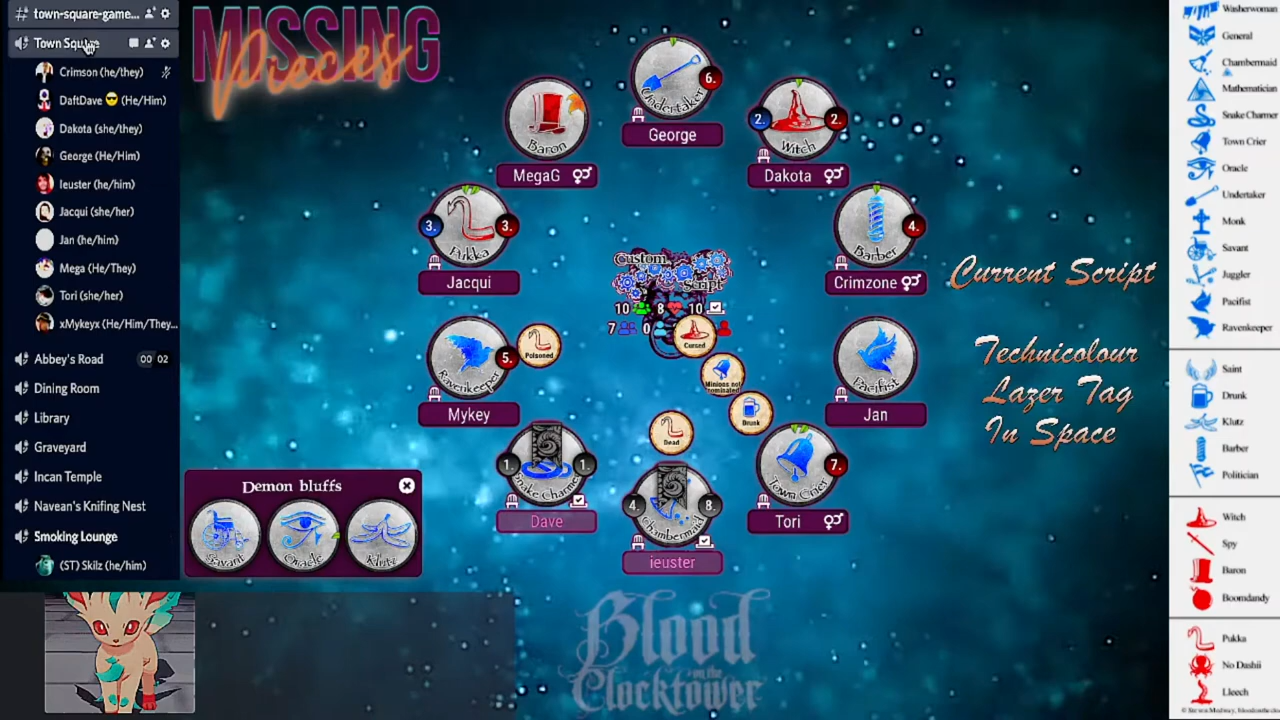 town-square-game...
Town Square
Crimson (he/they)
DaftDave 😎 (He/Him)
Dakota (she/they)
George (He/Him)
Ieuster (he/him)
Jacqui (she/her)
Jan (he/him)
Mega (He/They)
Tori (she/her)
xMykeyx (He/Him/They...
Abbey's Road 00 02
Dining Room
Library
Graveyard
Incan Temple
Navean's Knifing Nest
Smoking Lounge
(ST) Skilz (he/him)
MISSING
Pieces
Undertaker
6.
George
Baron
MegaG
2. Witch 2.
Dakota
3. Pukka 3.
Jacqui
Barber 4.
Crimzone
Custom
Script
10 8 10
7 0
Cursed
Ravenkeeper 5.
Poisoned
Mykey
Minions not
nominated
Pacifist
Jan
Drunk
Dead
1. 1.
Dave
4. Chambermaid 8.
ieuster
Town Crier 7.
Tori
Demon bluffs
Savant
Oracle
Klutz
Current Script
Technicolour
Lazer Tag
In Space
Blood
on the
Clocktower
Washerwoman
General
Chambermaid
Mathematician
Snake Charmer
Town Crier
Oracle
Undertaker
Monk
Savant
Juggler
Pacifist
Ravenkeeper
Saint
Drunk
Klutz
Barber
Politician
Witch
Spy
Baron
Boomdandy
Pukka
No Dashii
Lleech